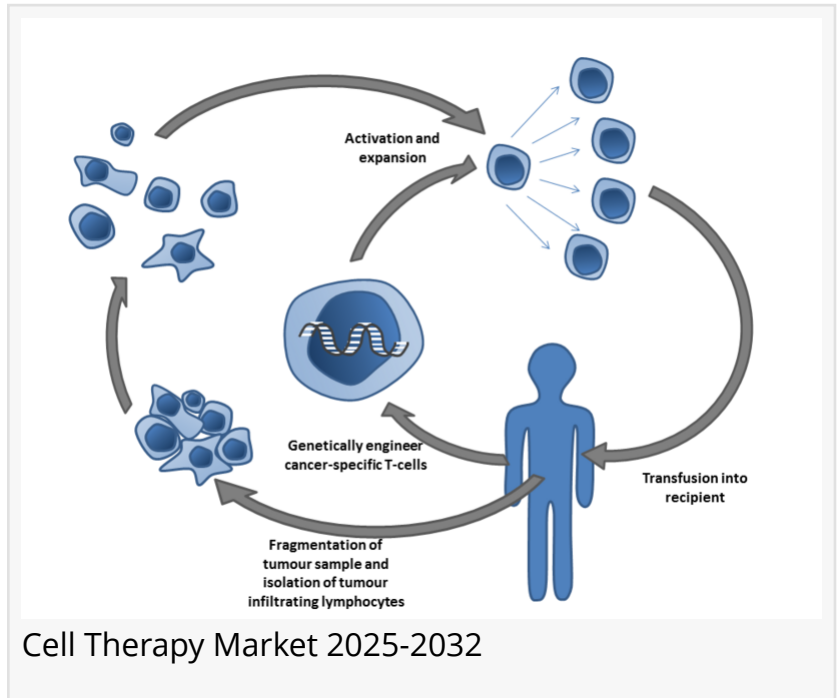 Activation and
expansion
Genetically engineer
cancer-specific T-cells
Transfusion into
recipient
Fragmentation of
tumour sample and
isolation of tumour
infiltrating lymphocytes
Cell Therapy Market 2025-2032